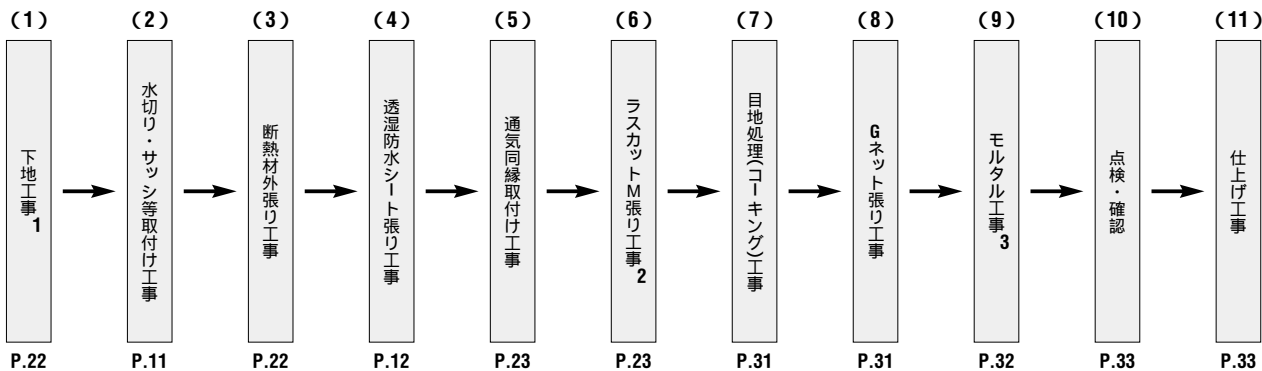 (1)
下地工事1
P.22
(2)
水切り・サッシ等取付け工事
P.11
(3)
断熱材外張り工事
P.22
(4)
透湿防水シート張り工事
P.12
(5)
通気同縁取付け工事
P.23
(6)
ラスカットM張り工事2
P.23
(7)
目地処理(コーキング)工事
P.31
(8)
Gネット張り工事
P.31
(9)
モルタル工事3
P.32
(10)
点検・確認
P.33
(11)
仕上げ工事
P.33